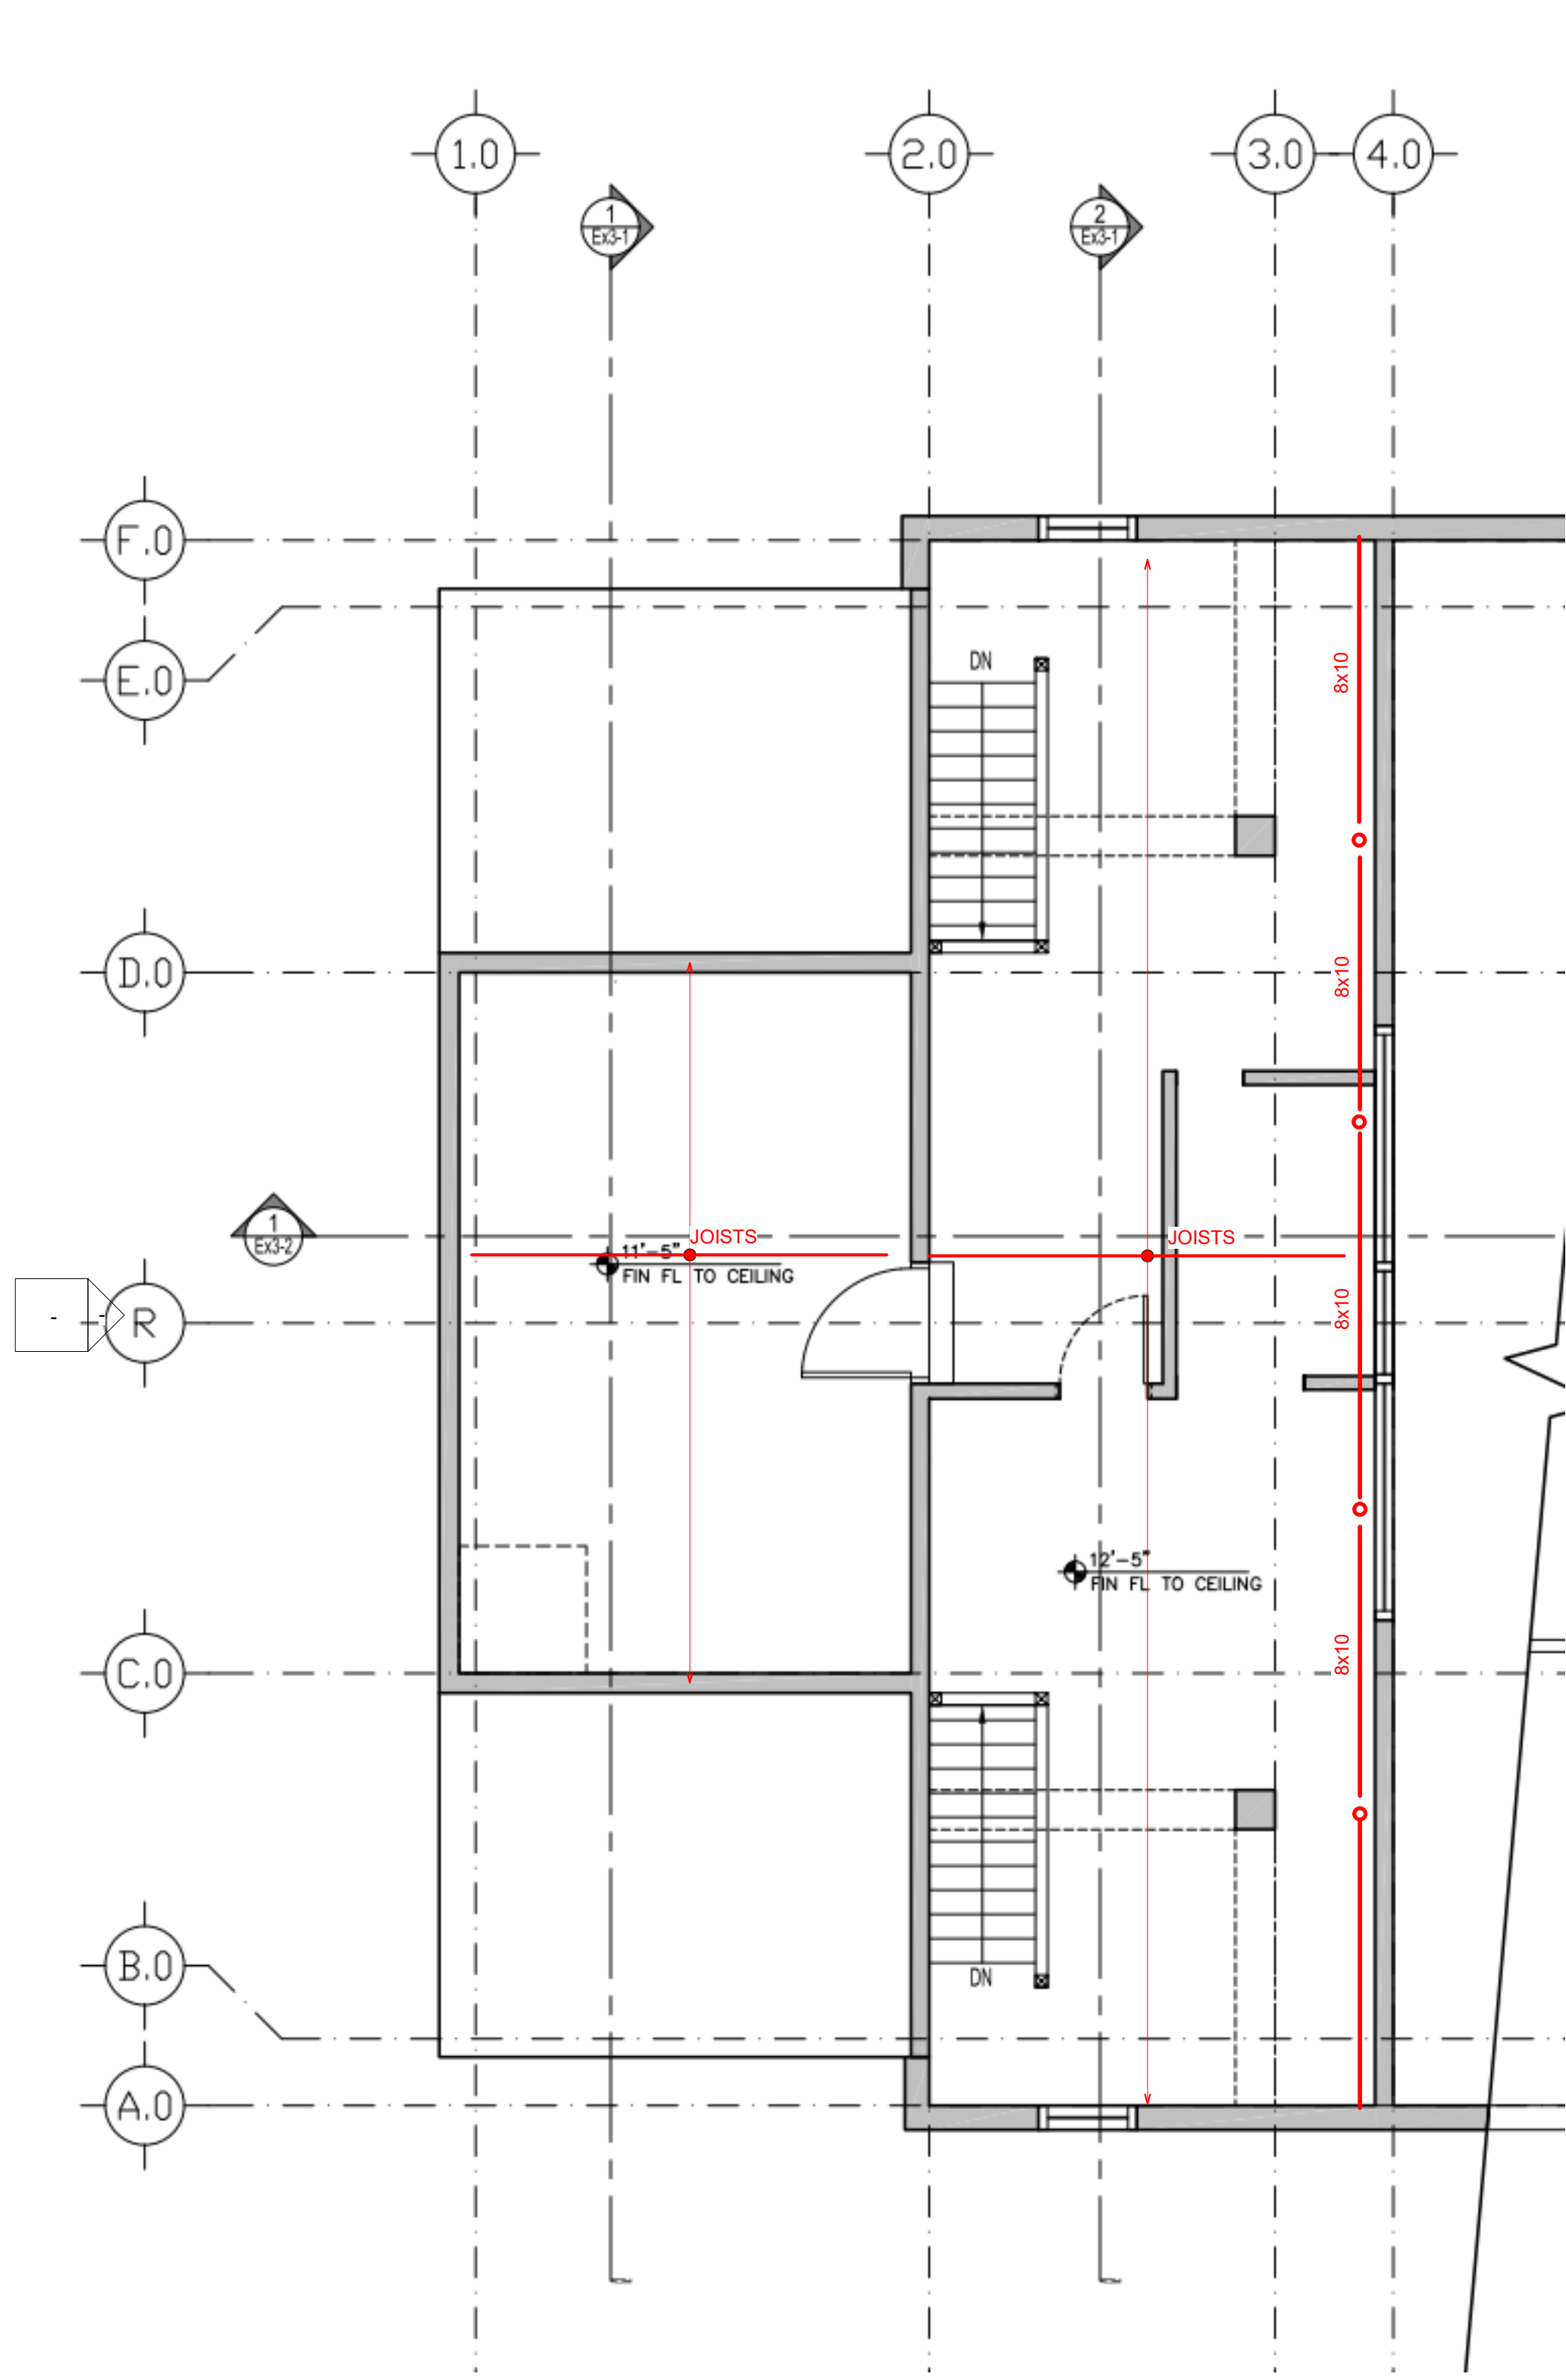 1.0
2.0
3.0
4.0
1
Ex3-1
2
Ex3-1
F.0
E.0
DN
8x10
D.0
8x10
1
Ex3-2
JOISTS
JOISTS
11'-5"
FIN FL TO CEILING
- -
R
8x10
12'-5"
FIN FL TO CEILING
8x10
C.0
B.0
DN
A.0